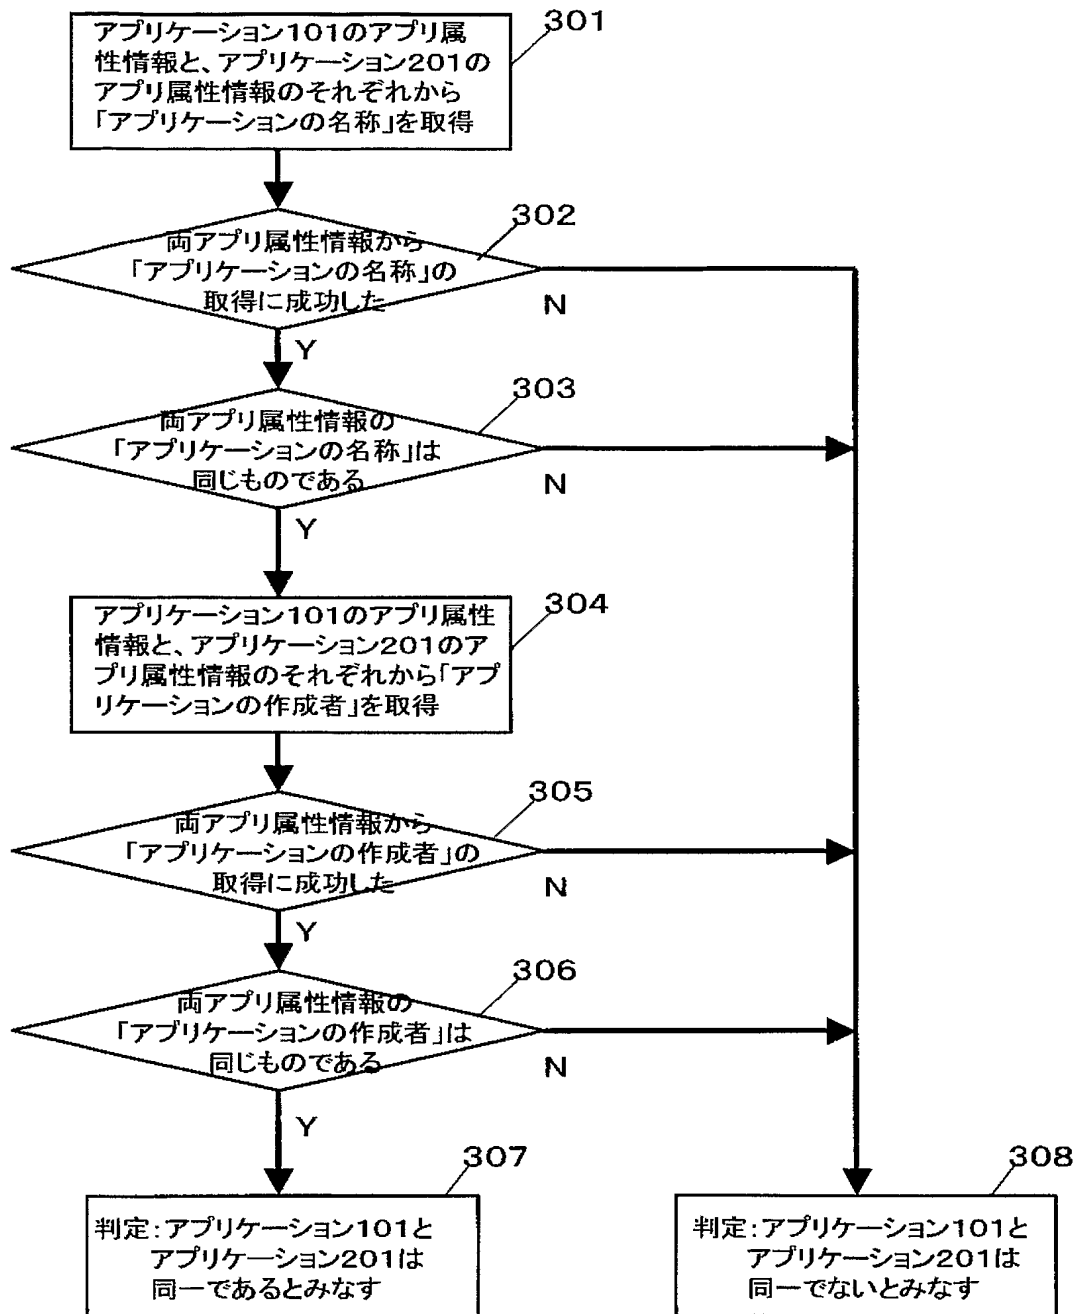 301
アプリケーション101のアプリ属
性情報と、アプリケーション201の
アプリ属性情報のそれぞれから
「アプリケーションの名称」を取得
302
両アプリ属性情報から
「アプリケーションの名称」の
取得に成功した
N
Y
303
両アプリ属性情報の
「アプリケーションの名称」は
同じものである
N
Y
304
アプリケーション101のアプリ属性
情報と、アプリケーション201のア
プリ属性情報のそれぞれから「アプ
リケーションの作成者」を取得
305
両アプリ属性情報から
「アプリケーションの作成者」の
取得に成功した
N
Y
306
両アプリ属性情報の
「アプリケーションの作成者」は
同じものである
N
Y
307
判定:アプリケーション101と
アプリケーション201は
同一であるとみなす
308
判定:アプリケーション101と
アプリケーション201は
同一でないとみなす